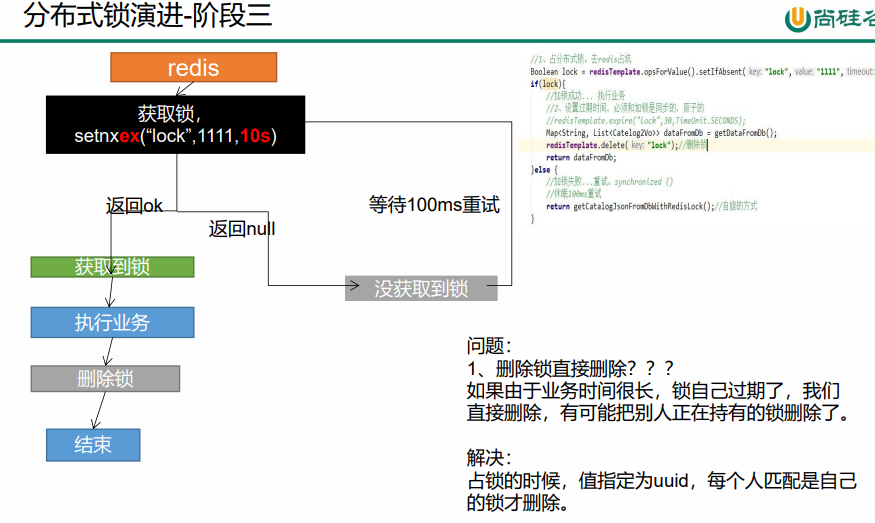 分布式锁演进-阶段三
尚硅谷
redis
获取锁，
setnxex(“lock”,1111,10s)
返回ok
返回null
等待100ms重试
获取到锁
没获取到锁
执行业务
删除锁
结束
//1、占分布式锁。去redis占坑
Boolean lock = redisTemplate.opsForValue().setIfAbsent( key: "lock", value: "1111", timeout:
if(lock){
//加锁成功... 执行业务
//2、设置过期时间，必须和加锁是同步的，原子的
//redisTemplate.expire("lock",30,TimeUnit.SECONDS);
Map<String, List<Catelog2Vo>> dataFromDb = getDataFromDb();
redisTemplate.delete( key: "lock");//删除锁
return dataFromDb;
}else {
//加锁失败...重试。synchronized ()
//休眠100ms重试
return getCatalogJsonFromDbWithRedisLock();//自旋的方式
}
问题：
1、删除锁直接删除？？？
如果由于业务时间很长，锁自己过期了，我们
直接删除，有可能把别人正在持有的锁删除了。
解决：
占锁的时候，值指定为uuid，每个人匹配是自己
的锁才删除。